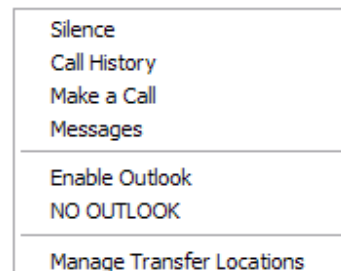 Silence
Call History
Make a Call
Messages
Enable Outlook
NO OUTLOOK
Manage Transfer Locations